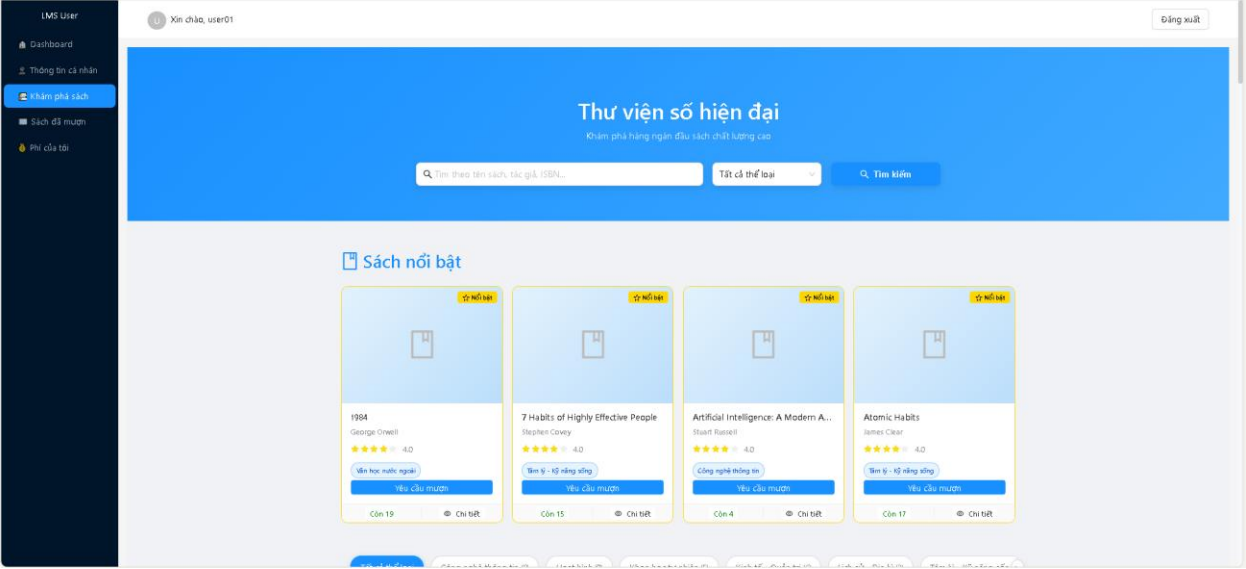 LMS User
Dashboard
Thông tin cá nhân
Khám phá sách
Sách đã mượn
Phí của tôi
U
Xin chào, user01
Đăng xuất
Thư viện số hiện đại
Khám phá hàng ngàn đầu sách chất lượng cao
Tìm theo tên sách, tác giả, ISBN...
Tất cả thể loại
Tìm kiếm
Sách nổi bật
Nổi bật
1984
George Orwell
4.0
Văn học nước ngoài
Yêu cầu mượn
Còn 19
Chi tiết
Nổi bật
7 Habits of Highly Effective People
Stephen Covey
4.0
Tâm lý - Kỹ năng sống
Yêu cầu mượn
Còn 15
Chi tiết
Nổi bật
Artificial Intelligence: A Modern A...
Stuart Russell
4.0
Công nghệ thông tin
Yêu cầu mượn
Còn 4
Chi tiết
Nổi bật
Atomic Habits
James Clear
4.0
Tâm lý - Kỹ năng sống
Yêu cầu mượn
Còn 17
Chi tiết
Tất cả thể loại